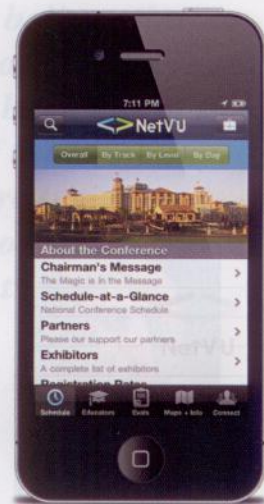 7:11 PM
<> NetVU
Overall By Track By Level By Day
About the Conference
Chairman's Message
The Magic is in the Message
Schedule-at-a-Glance
National Conference Schedule
Partners
Please our support our partners
Exhibitors
A complete list of exhibitors
Registration Rates
Schedule Educators Evals Maps + Info Connect